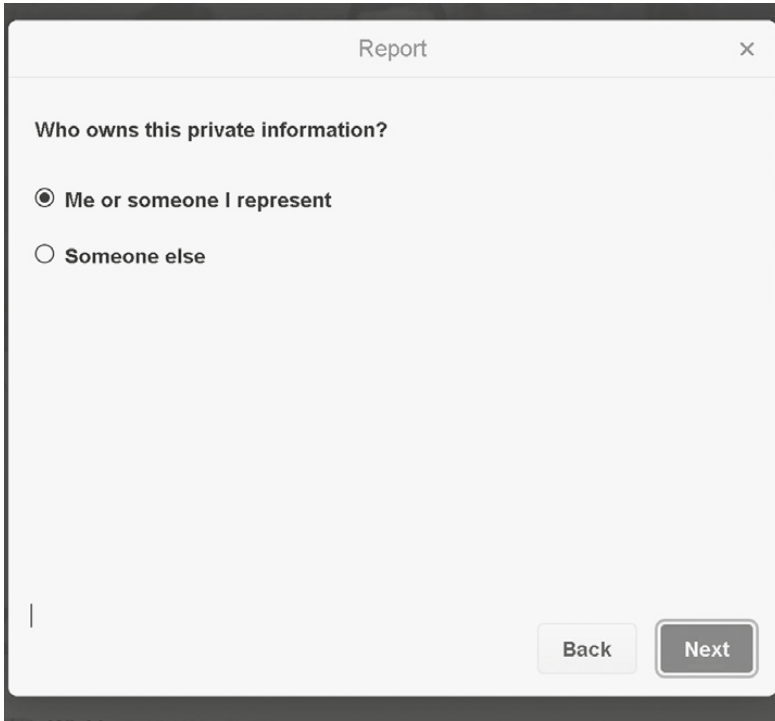 Report
Who owns this private information?
Me or someone I represent
Someone else
Back
Next